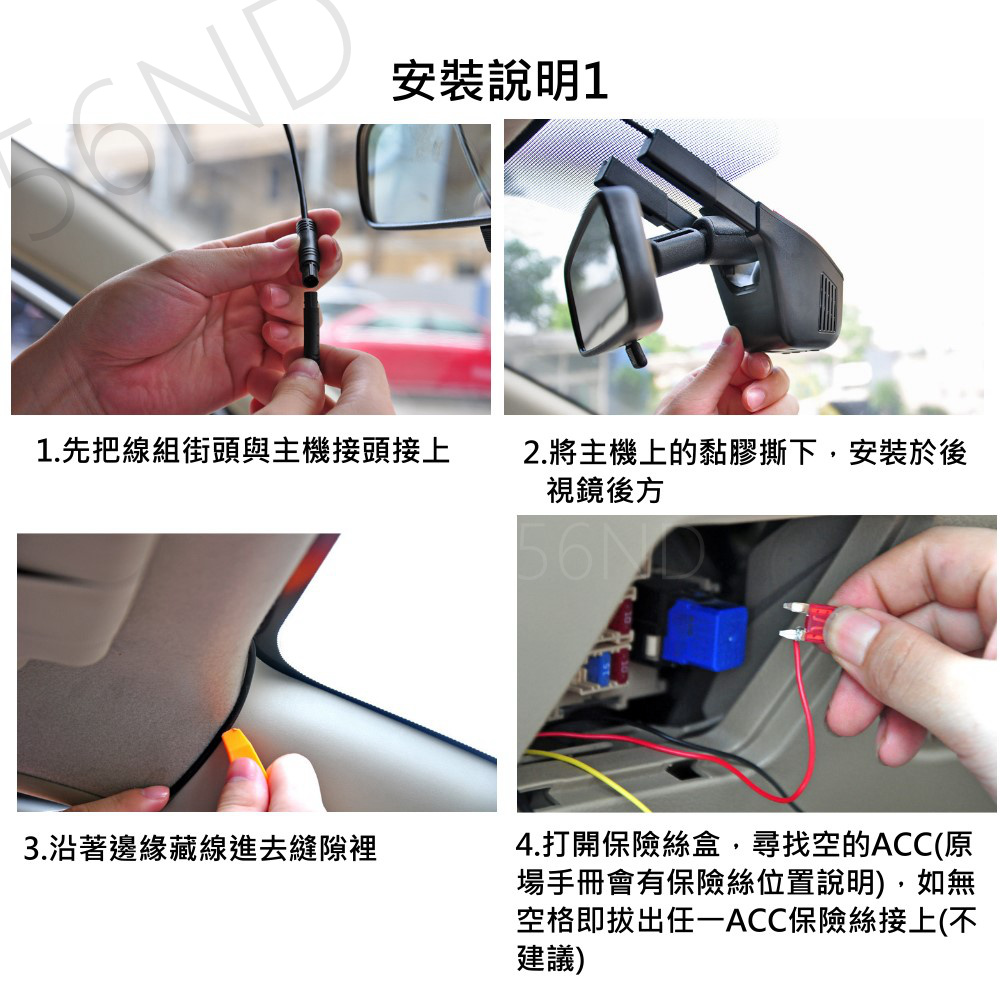 56ND
安裝說明1
1.先把線組街頭與主機接頭接上
2.將主機上的黏膠撕下，安裝於後
視鏡後方
56ND
3.沿著邊緣藏線進去縫隙裡
4.打開保險絲盒，尋找空的ACC(原
場手冊會有保險絲位置說明)，如無
空格即拔出任一ACC保險絲接上(不
建議)